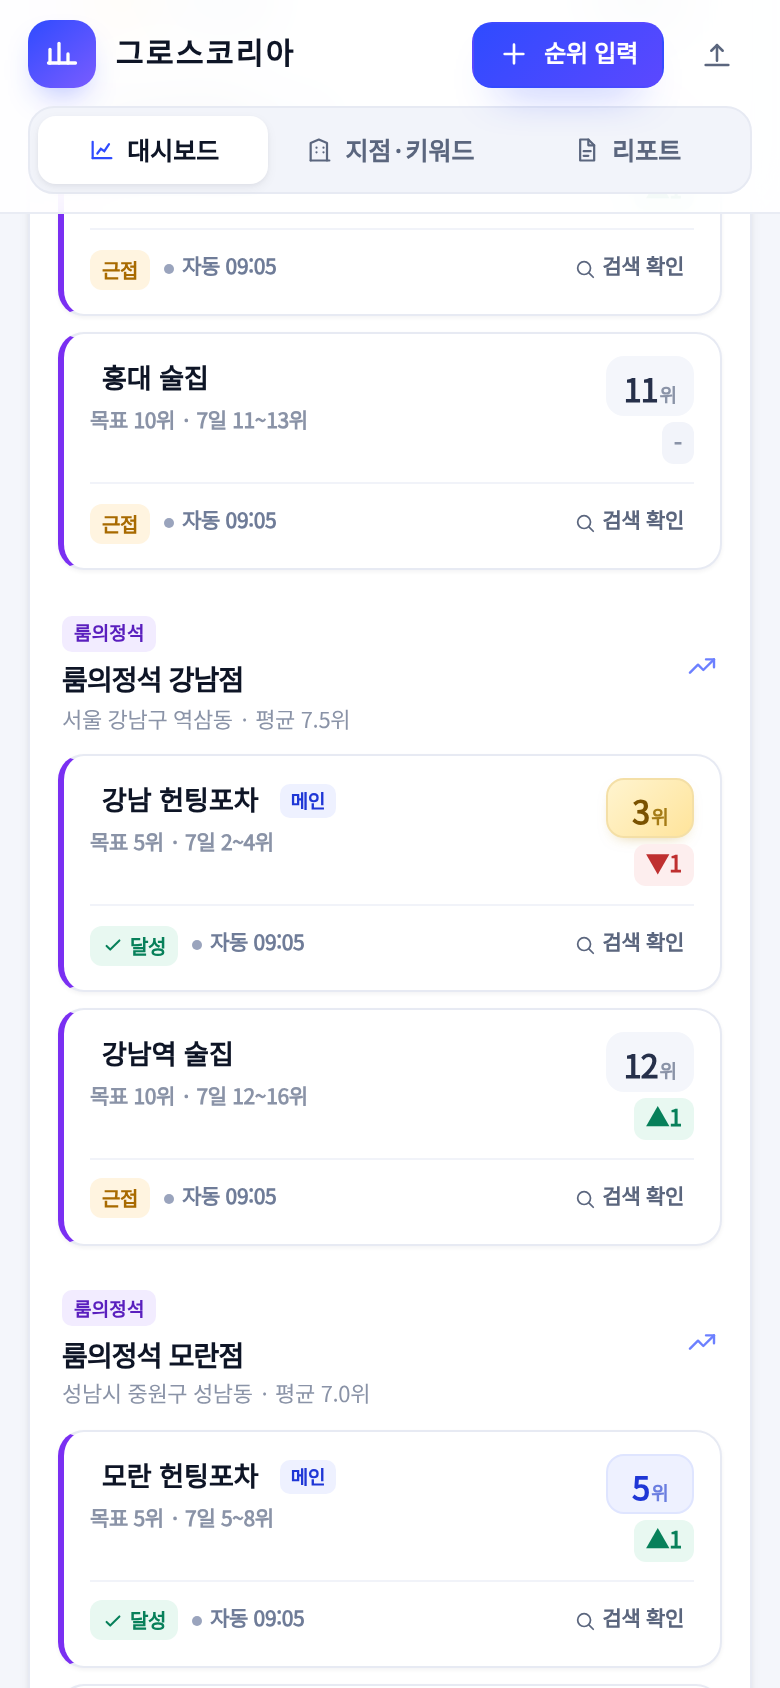 그로스코리아
순위 입력
대시보드
지점·키워드
리포트
근접
자동 09:05
검색 확인
홍대 술집
11위
목표 10위 · 7일 11~13위
-
근접
자동 09:05
검색 확인
룸의정석
룸의정석 강남점
서울 강남구 역삼동 · 평균 7.5위
강남 헌팅포차 메인
3위
목표 5위 · 7일 2~4위
▼1
달성
자동 09:05
검색 확인
강남역 술집
12위
목표 10위 · 7일 12~16위
▲1
근접
자동 09:05
검색 확인
룸의정석
룸의정석 모란점
성남시 중원구 성남동 · 평균 7.0위
모란 헌팅포차 메인
5위
목표 5위 · 7일 5~8위
▲1
달성
자동 09:05
검색 확인